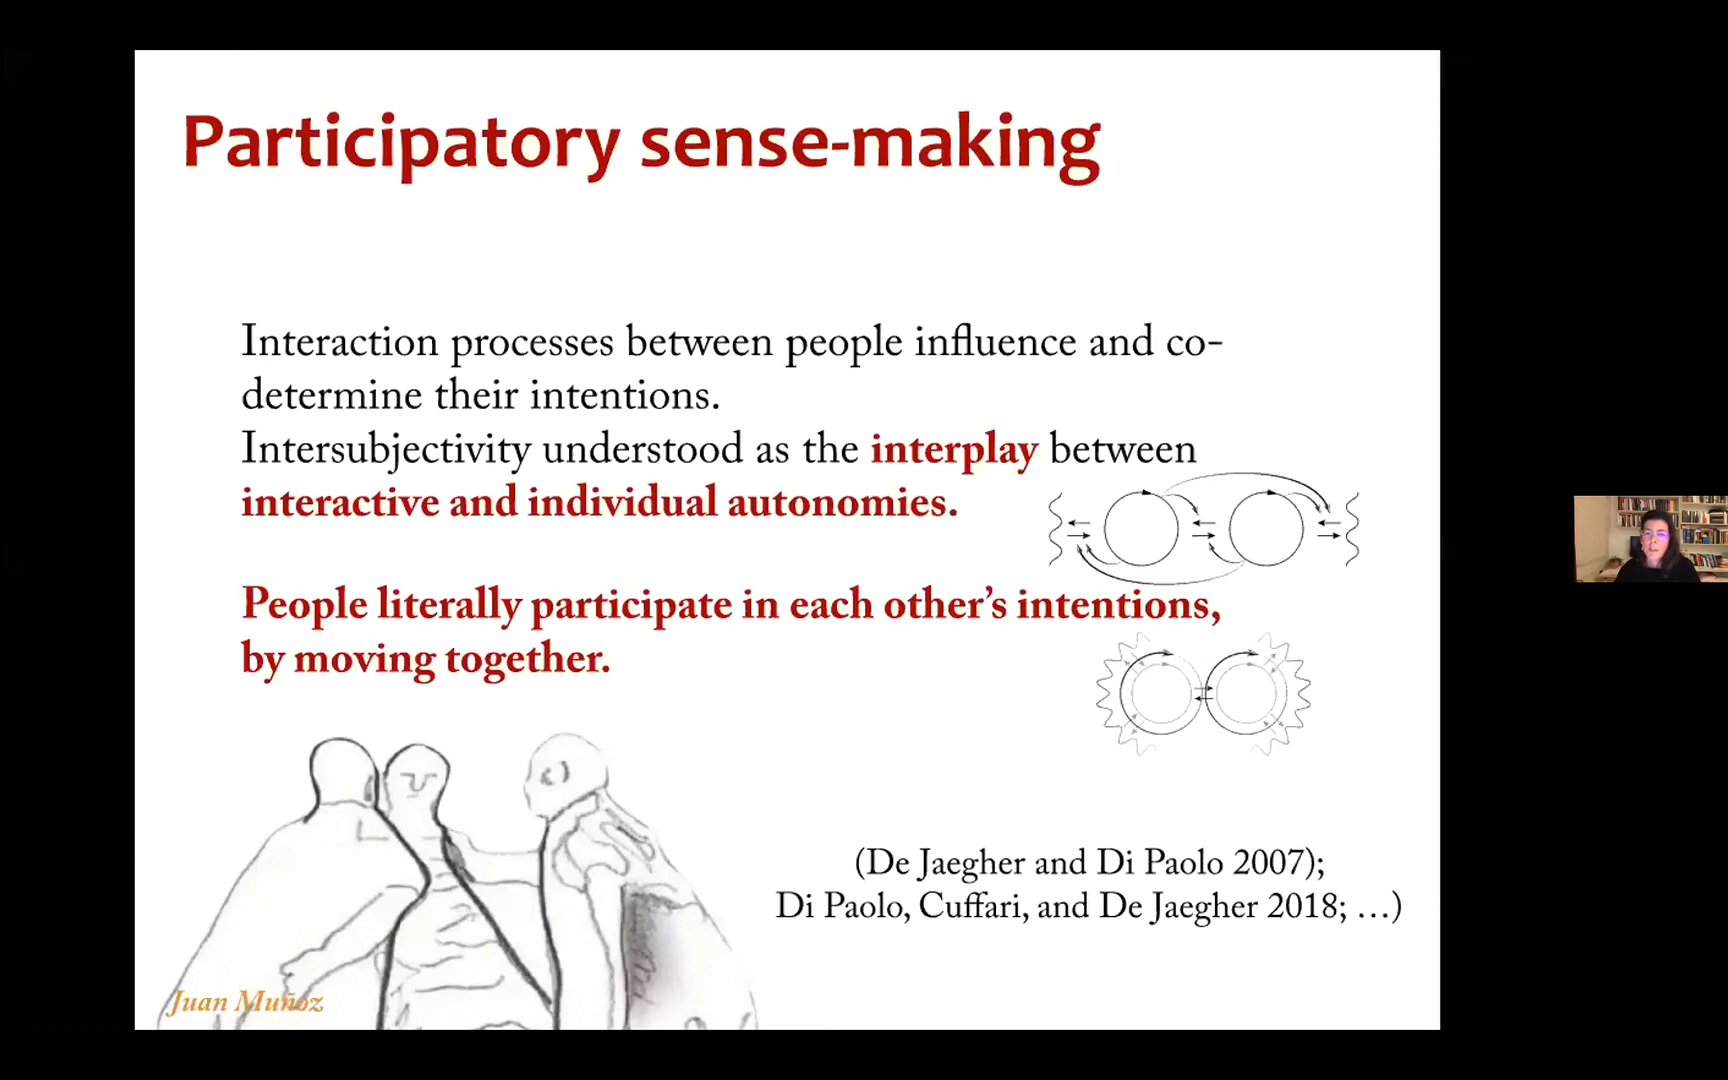 Participatory sense-making
Interaction processes between people influence and co-
determine their intentions.
Intersubjectivity understood as the interplay between
interactive and individual autonomies.
People literally participate in each other’s intentions,
by moving together.
(De Jaegher and Di Paolo 2007);
Di Paolo, Cuffari, and De Jaegher 2018; …)
Juan Muñoz